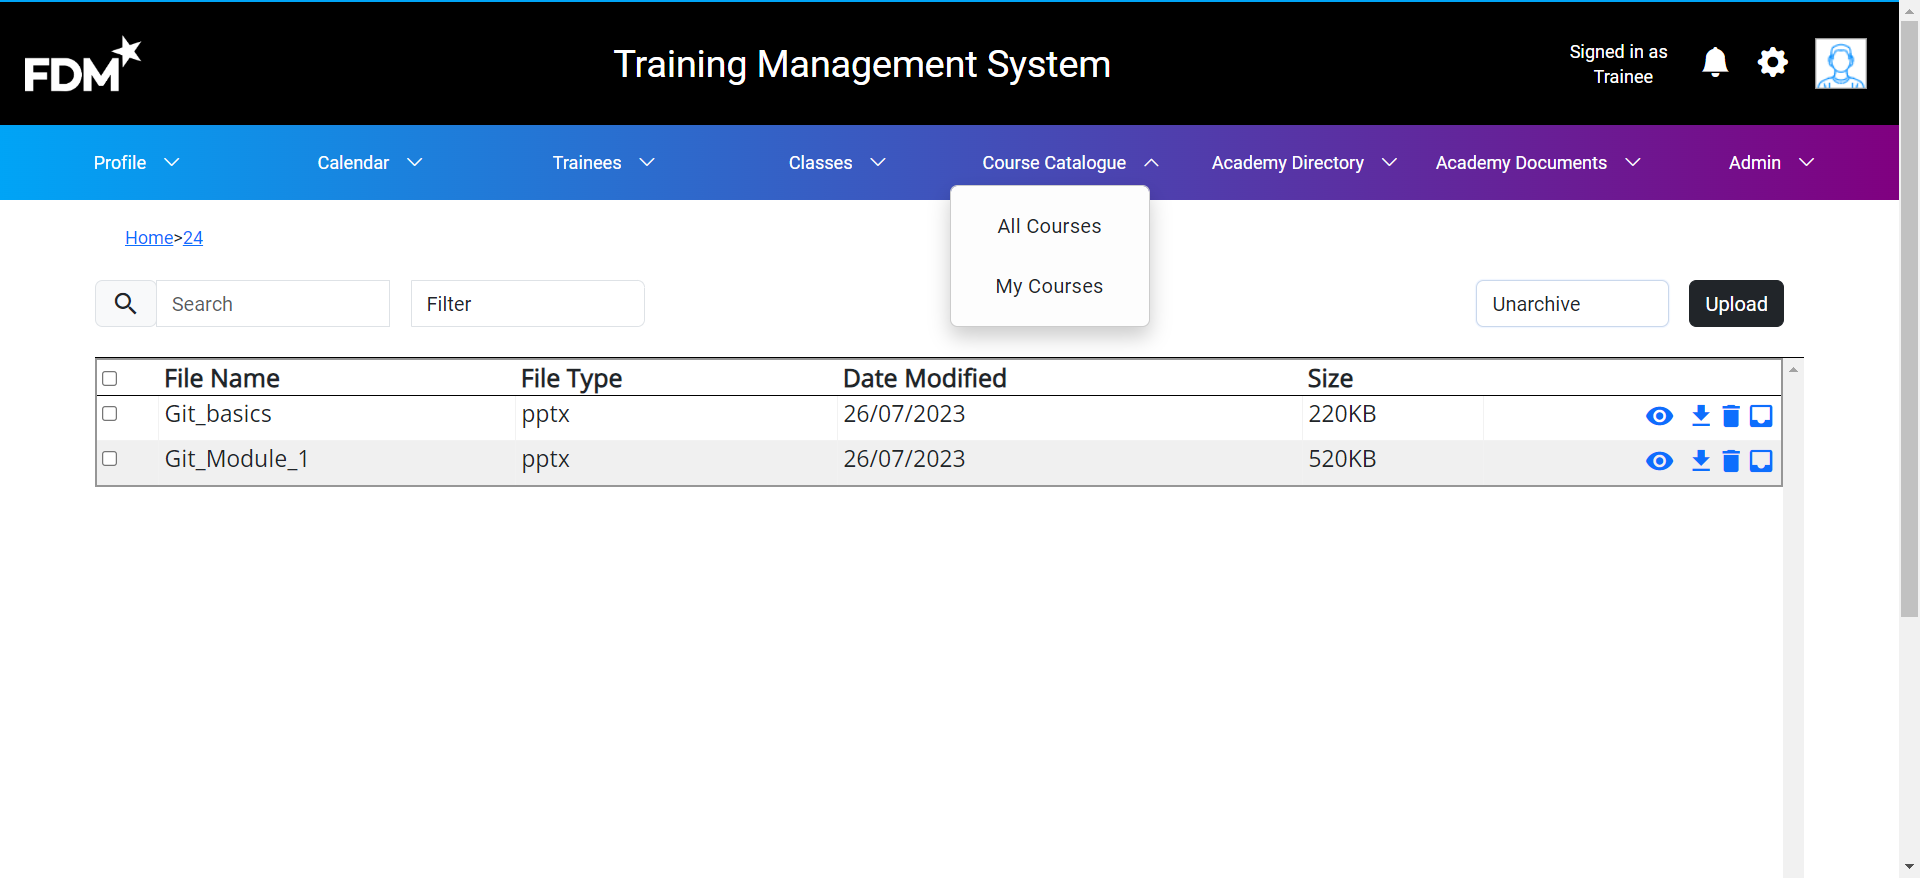 FDM
Training Management System
Signed in as
Trainee
Profile
Calendar
Trainees
Classes
Course Catalogue
Academy Directory
Academy Documents
Admin
All Courses
My Courses
Home>24
Search
Filter
Unarchive
Upload
File Name File Type Date Modified Size
Git_basics pptx 26/07/2023 220KB
Git_Module_1 pptx 26/07/2023 520KB